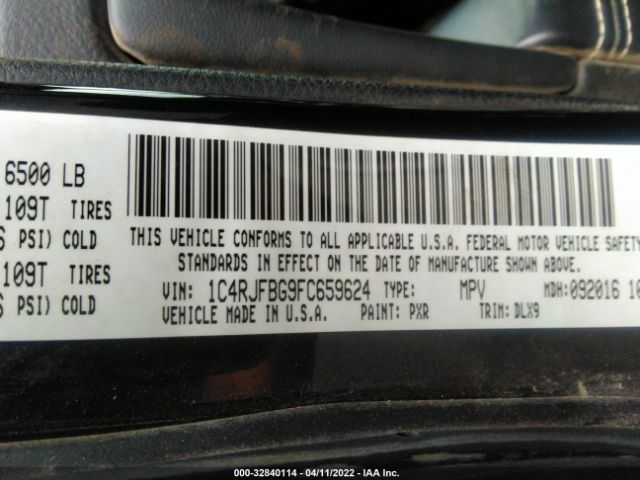 6500 LB
109T TIRES
PSI) COLD
109T TIRES
PSI) COLD
THIS VEHICLE CONFORMS TO ALL APPLICABLE U.S.A. FEDERAL MOTOR VEHICLE SAFETY
STANDARDS IN EFFECT ON THE DATE OF MANUFACTURE SHOWN ABOVE.
VIN: 1C4RJFBG9FC659624 TYPE: MPV MDH:092016 10
VEHICLE MADE IN U.S.A. PAINT: PXR TRIM: DLX9
000-32840114 - 04/11/2022 - IAA Inc.